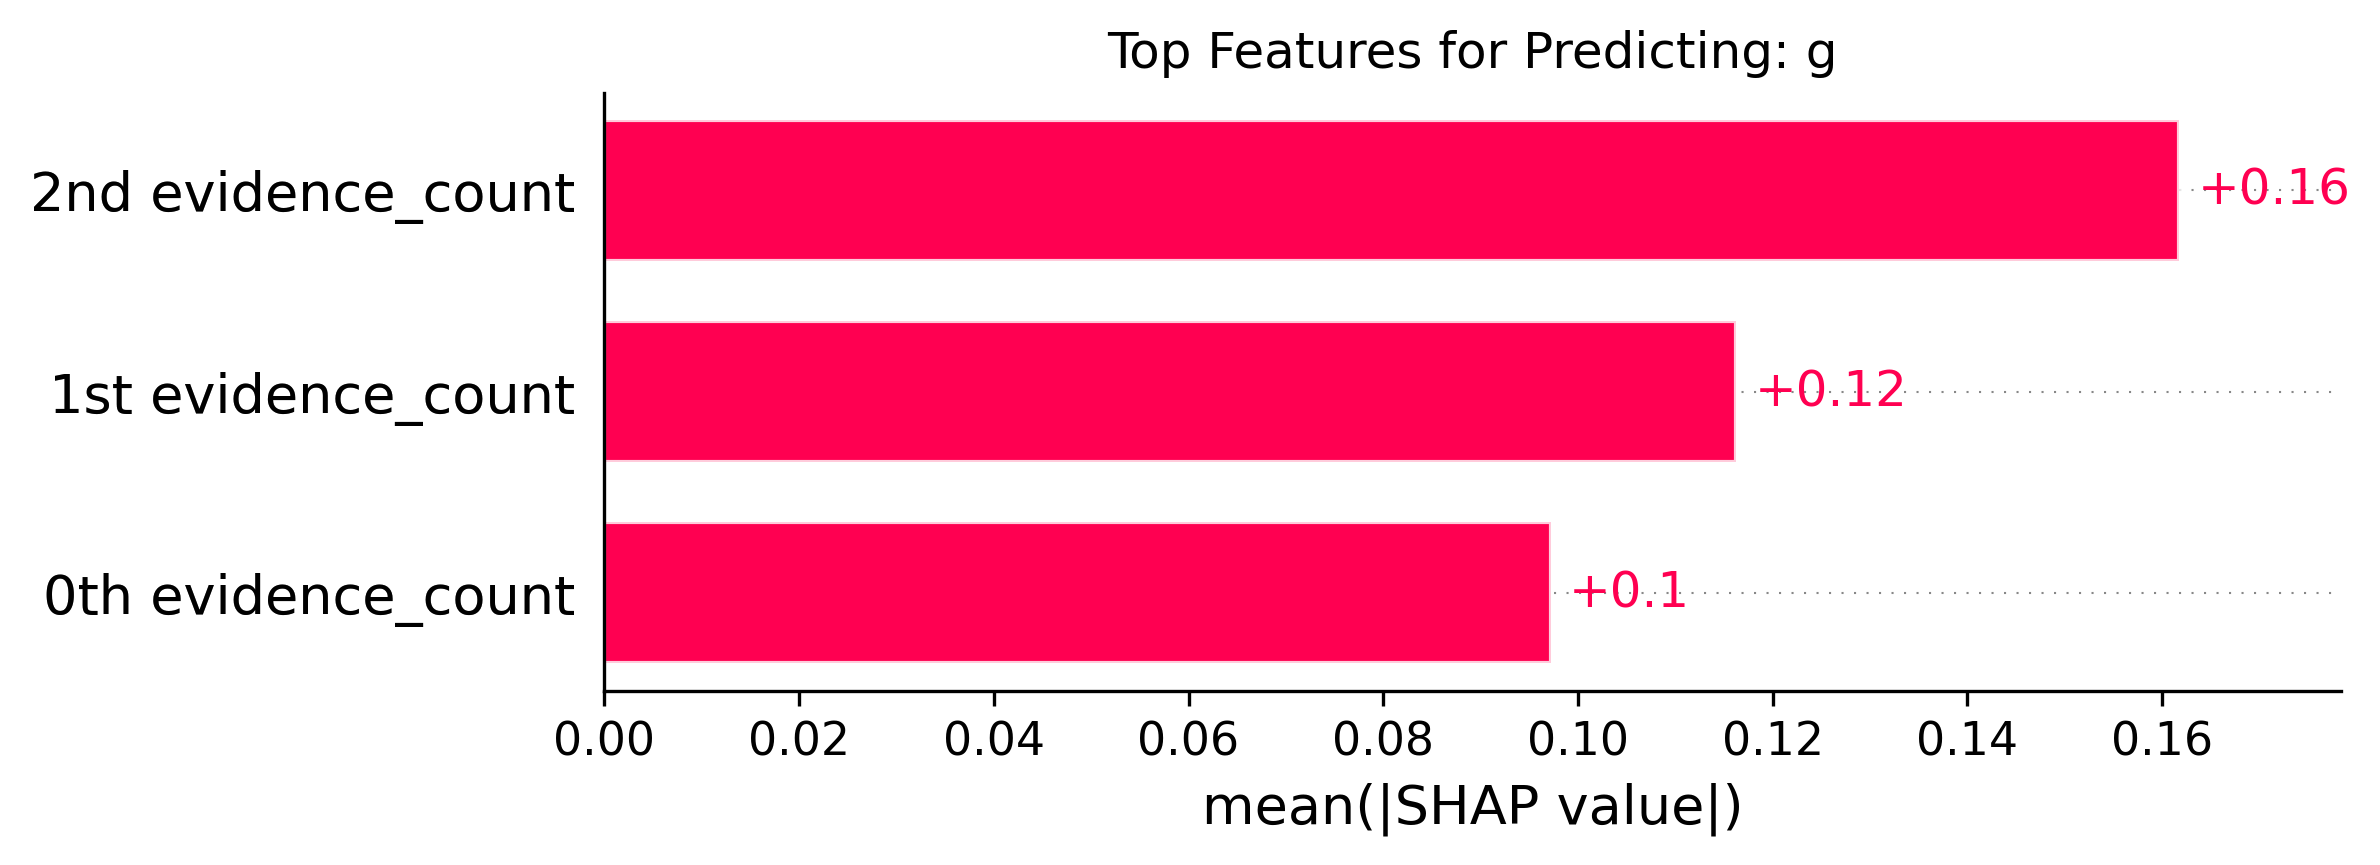 Top Features for Predicting: g
2nd evidence_count
+0.16
1st evidence_count
+0.12
0th evidence_count
+0.1
0.00 0.02 0.04 0.06 0.08 0.10 0.12 0.14 0.16
mean(|SHAP value|)